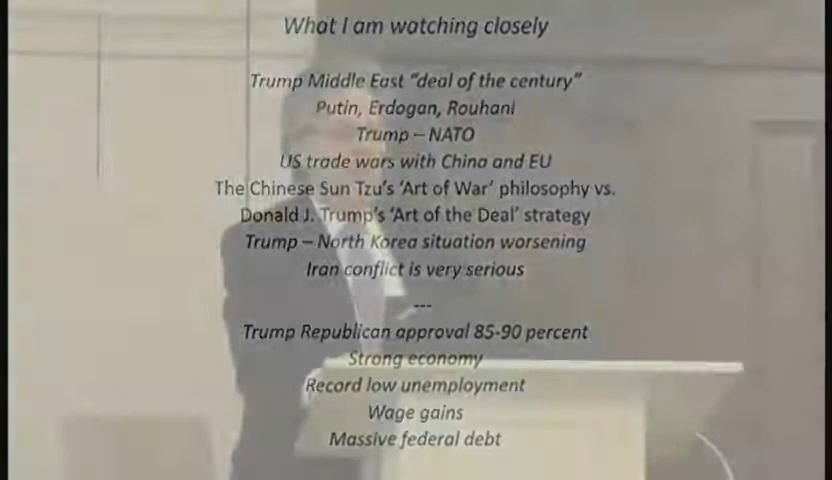 What I am watching closely
Trump Middle East “deal of the century”
Putin, Erdogan, Rouhani
Trump – NATO
US trade wars with China and EU
The Chinese Sun Tzu’s ‘Art of War’ philosophy vs.
Donald J. Trump’s ‘Art of the Deal’ strategy
Trump – North Korea situation worsening
Iran conflict is very serious
---
Trump Republican approval 85-90 percent
Strong economy
Record low unemployment
Wage gains
Massive federal debt